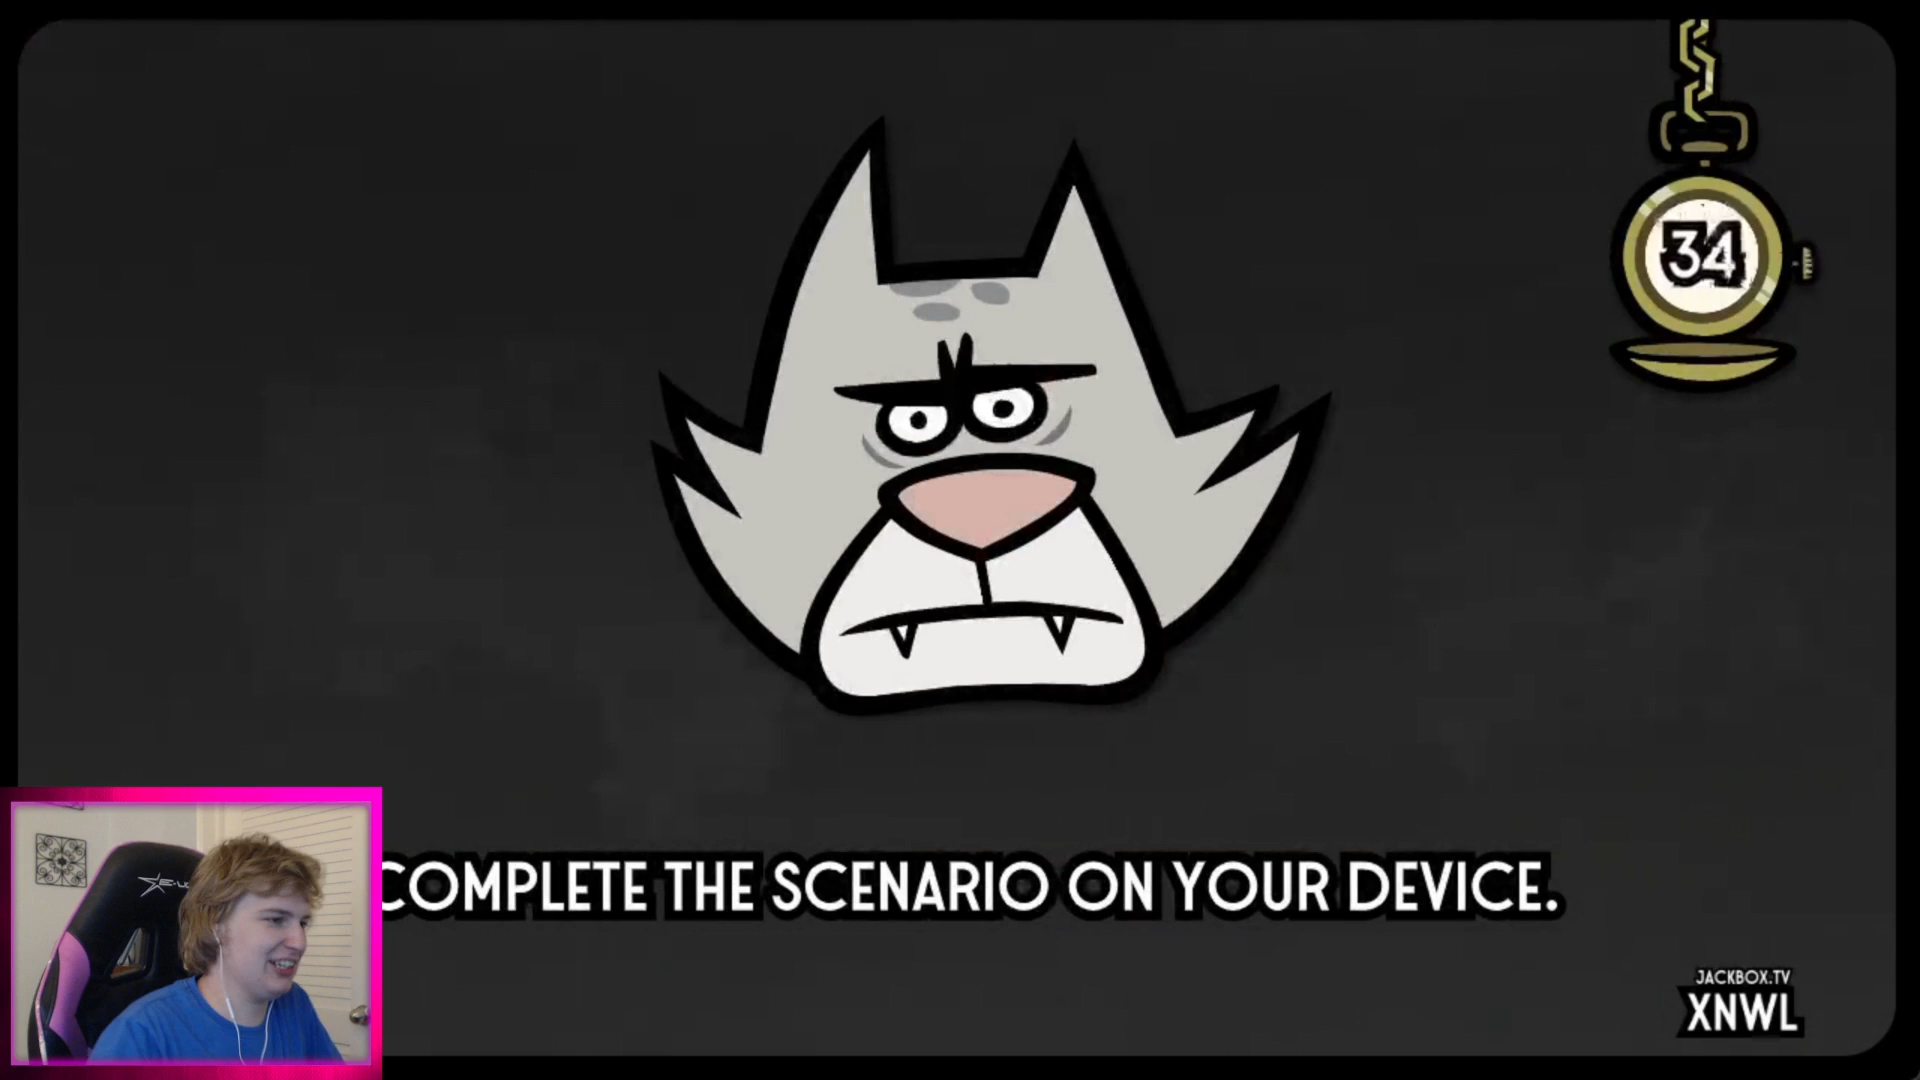 34
COMPLETE THE SCENARIO ON YOUR DEVICE.
JACKBOX.TV
XNWL